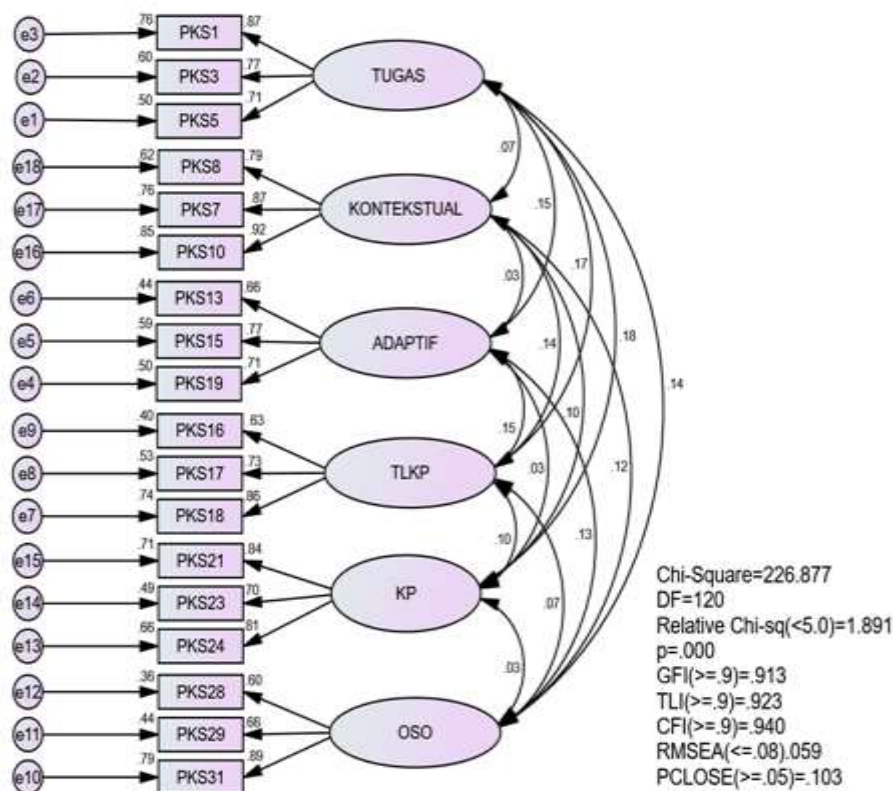 e3 .76 PKS1 .87
e2 .60 PKS3 .77 TUGAS
e1 .50 PKS5 .71
.07
e18 .62 PKS8 .79
e17 .76 PKS7 .87 KONTEKSTUAL .15
e16 .85 PKS10 .92
.03 .17
e6 .44 PKS13 .66
e5 .59 PKS15 .77 ADAPTIF .14 .18
e4 .50 PKS19 .71
.14
e9 .40 PKS16 .63 .15 .10
e8 .53 PKS17 .73 TLKP .03 .12
e7 .74 PKS18 .86
.10 .13
e15 .71 PKS21 .84
e14 .49 PKS23 .70 KP .07
e13 .66 PKS24 .81
.03
e12 .36 PKS28 .60
e11 .44 PKS29 .66 OSO
e10 .79 PKS31 .89
Chi-Square=226.877
DF=120
Relative Chi-sq(<5.0)=1.891
p=.000
GFI(>=.9)=.913
TLI(>=.9)=.923
CFI(>=.9)=.940
RMSEA(<=.08).059
PCLOSE(>=.05)=.103